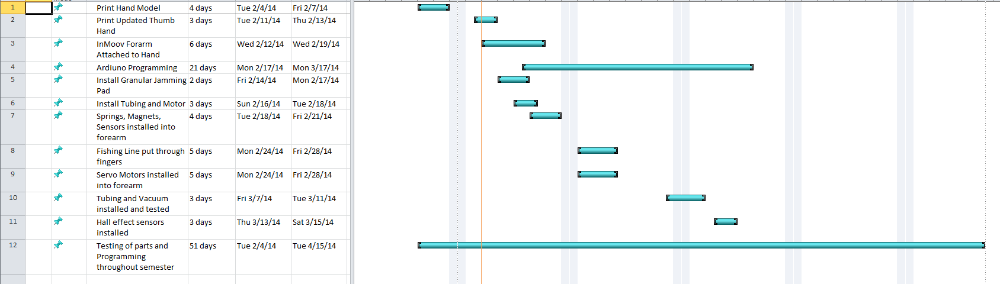 1 Print Hand Model 4 days Tue 2/4/14 Fri 2/7/14
2 Print Updated Thumb 3 days Tue 2/11/14 Thu 2/13/14
Hand
3 InMoov Forarm 6 days Wed 2/12/14 Wed 2/19/14
Attached to Hand
4 Ardiuno Programming 21 days Mon 2/17/14 Mon 3/17/14
5 Install Granular Jamming 2 days Fri 2/14/14 Mon 2/17/14
Pad
6 Install Tubing and Motor 3 days Sun 2/16/14 Tue 2/18/14
7 Springs, Magnets, 4 days Tue 2/18/14 Fri 2/21/14
Sensors installed into
forearm
8 Fishing Line put through 5 days Mon 2/24/14 Fri 2/28/14
fingers
9 Servo Motors installed 5 days Mon 2/24/14 Fri 2/28/14
into forearm
10 Tubing and Vacuum 3 days Fri 3/7/14 Tue 3/11/14
installed and tested
11 Hall effect sensors 3 days Thu 3/13/14 Sat 3/15/14
installed
12 Testing of parts and 51 days Tue 2/4/14 Tue 4/15/14
Programming
throughout semester